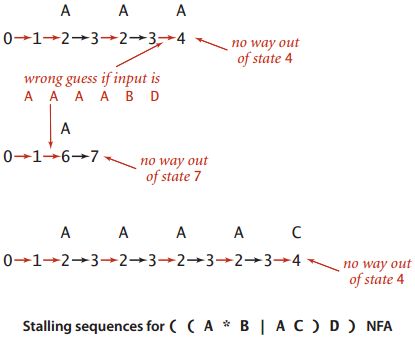 A A A
0→1→2→3→2→3→4
no way out
of state 4
wrong guess if input is
A A A A B D
A
0→1→6→7
no way out
of state 7
A A A A C
0→1→2→3→2→3→2→3→2→3→4
no way out
of state 4
Stalling sequences for ( ( A * B | A C ) D ) NFA